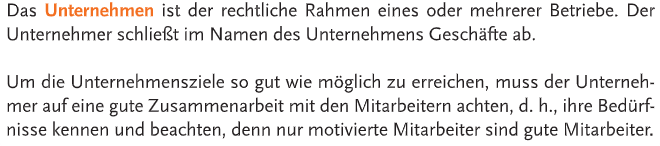 Das Unternehmen ist der rechtliche Rahmen eines oder mehrerer Betriebe. Der
Unternehmer schließt im Namen des Unternehmens Geschäfte ab.
Um die Unternehmensziele so gut wie möglich zu erreichen, muss der Unterneh-
mer auf eine gute Zusammenarbeit mit den Mitarbeitern achten, d. h., ihre Bedürf-
nisse kennen und beachten, denn nur motivierte Mitarbeiter sind gute Mitarbeiter.